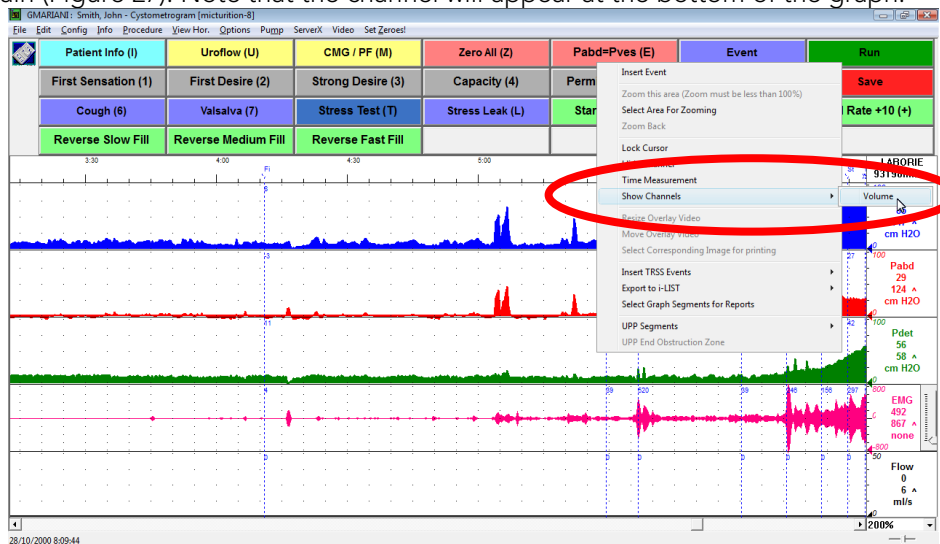 ain (Figure 27). Note that the channel will appear at the bottom of the graph.
GMARIANI: Smith, John - Cystometrogram [micturition-8]
File Edit Config Info Procedure View Hor. Options Pump ServerX Video Set Zeroes!
Patient Info (I) Uroflow (U) CMG / PF (M) Zero All (Z) Pabd=Pves (E) Event Run
First Sensation (1) First Desire (2) Strong Desire (3) Capacity (4) Perm Save
Cough (6) Valsalva (7) Stress Test (T) Stress Leak (L) Star Rate +10 (+)
Reverse Slow Fill Reverse Medium Fill Reverse Fast Fill
Insert Event
Zoom this area (Zoom must be less than 100%)
Select Area For Zooming
Zoom Back
Lock Cursor
Time Measurement
Show Channels Volume
Resize Overlay Video
Move Overlay Video
Select Corresponding Image for printing
Insert TRSS Events
Export to i-LIST
Select Graph Segments for Reports
UPP Segments
UPP End Obstruction Zone
3:30 4:00 4:30 5:00
LABORIE
Fi
cm H2O
100
Pabd
29
124 ^
cm H2O
100
Pdet
56
58 ^
cm H2O
800
EMG
492
867 ^
none
-800
50
Flow
0
6 ^
ml/s
0
200%
28/10/2000 8:09:44